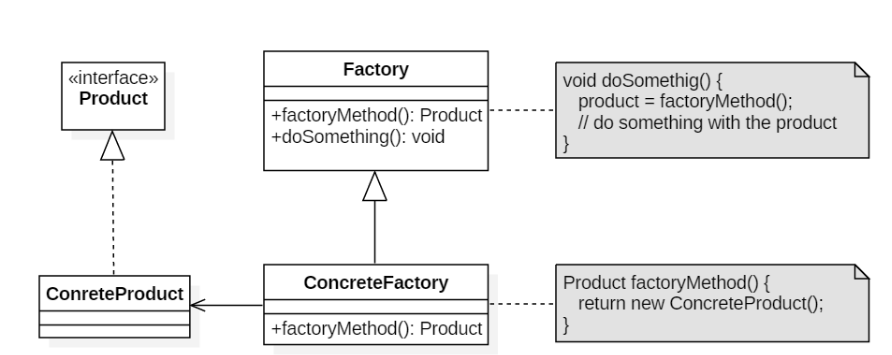 «interface»
Product
Factory
+factoryMethod(): Product
+doSomething(): void
void doSomethig() {
product = factoryMethod();
// do something with the product
}
ConreteProduct
ConcreteFactory
+factoryMethod(): Product
Product factoryMethod() {
return new ConcreteProduct();
}